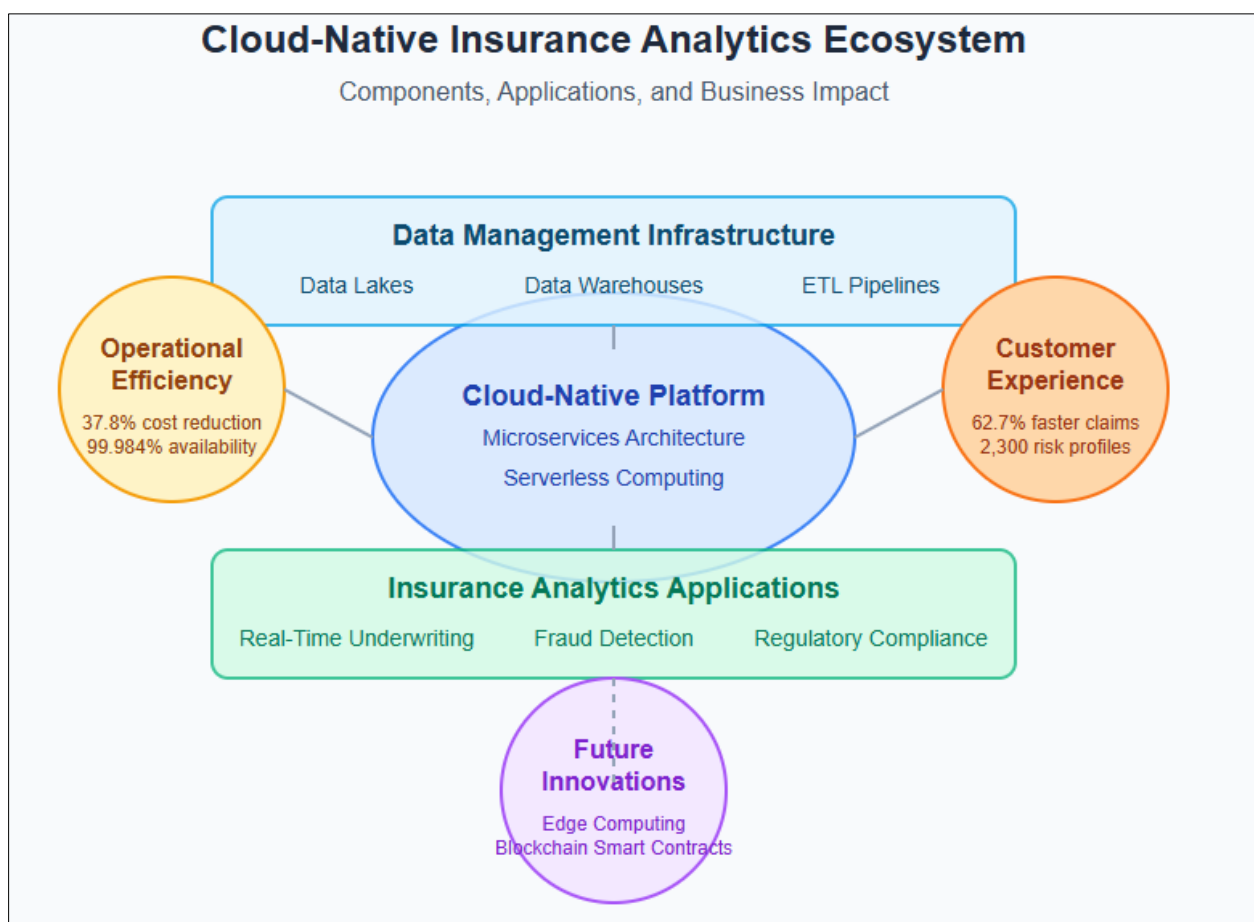 Cloud-Native Insurance Analytics Ecosystem
Components, Applications, and Business Impact
Data Management Infrastructure
Data Lakes
Data Warehouses
ETL Pipelines
Operational
Efficiency
37.8% cost reduction
99.984% availability
Cloud-Native Platform
Microservices Architecture
Serverless Computing
Customer
Experience
62.7% faster claims
2,300 risk profiles
Insurance Analytics Applications
Real-Time Underwriting
Fraud Detection
Regulatory Compliance
Future
Innovations
Edge Computing
Blockchain Smart Contracts